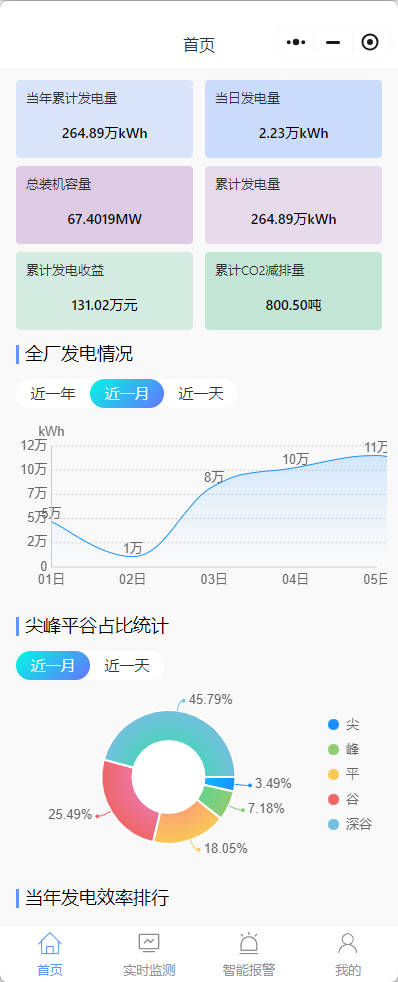 首页
当年累计发电量
264.89万kWh
当日发电量
2.23万kWh
总装机容量
67.4019MW
累计发电量
264.89万kWh
累计发电收益
131.02万元
累计CO2减排量
800.50吨
全厂发电情况
近一年 近一月 近一天
kWh
12万
10万
7万
5万
2万
0
5万
1万
8万
10万
11万
01日 02日 03日 04日 05日
尖峰平谷占比统计
近一月 近一天
45.79%
3.49%
7.18%
18.05%
25.49%
尖
峰
平
谷
深谷
当年发电效率排行
首页 实时监测 智能报警 我的